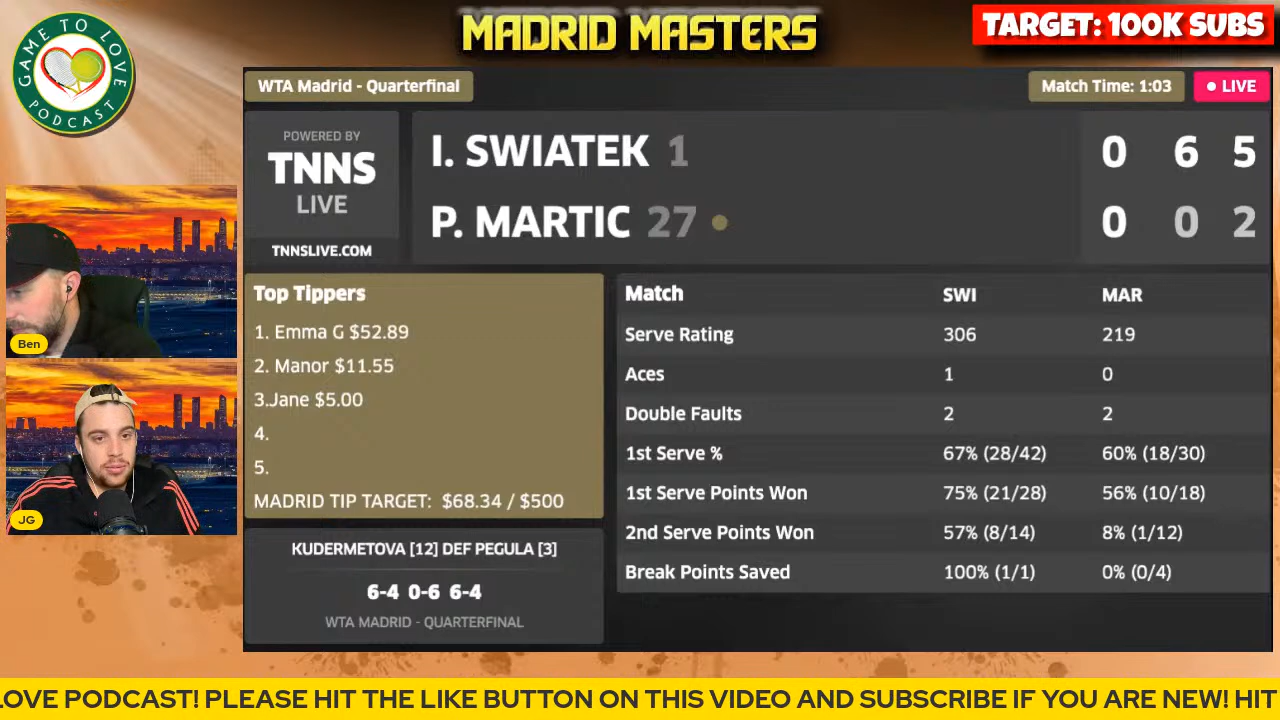 GAME TO LOVE
PODCAST
MADRID MASTERS
TARGET: 100K SUBS
WTA Madrid - Quarterfinal
Match Time: 1:03
LIVE
POWERED BY
TNNS
LIVE
TNNSLIVE.COM
I. SWIATEK 1 0 6 5
P. MARTIC 27 0 0 2
Ben
JG
Top Tippers
1. Emma G $52.89
2. Manor $11.55
3.Jane $5.00
4.
5.
MADRID TIP TARGET: $68.34 / $500
KUDERMETOVA [12] DEF PEGULA [3]
6-4 0-6 6-4
WTA MADRID - QUARTERFINAL
Match SWI MAR
Serve Rating 306 219
Aces 1 0
Double Faults 2 2
1st Serve % 67% (28/42) 60% (18/30)
1st Serve Points Won 75% (21/28) 56% (10/18)
2nd Serve Points Won 57% (8/14) 8% (1/12)
Break Points Saved 100% (1/1) 0% (0/4)
LOVE PODCAST! PLEASE HIT THE LIKE BUTTON ON THIS VIDEO AND SUBSCRIBE IF YOU ARE NEW! HIT